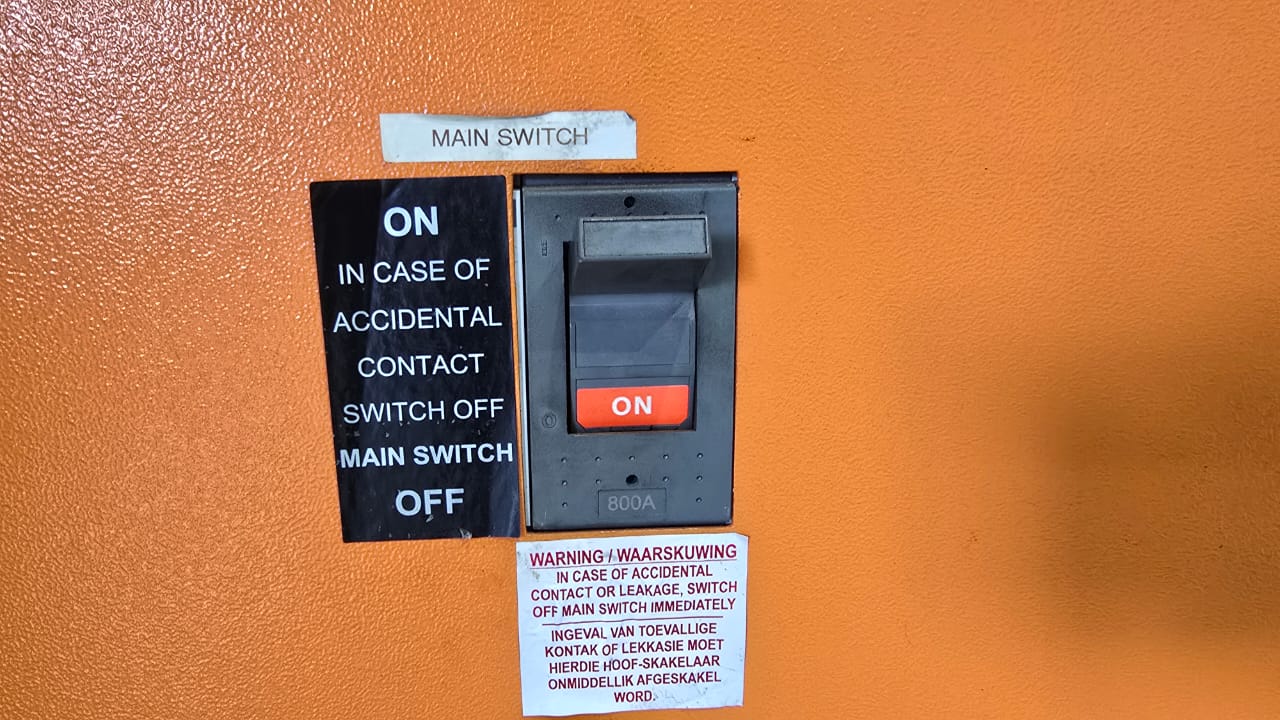 MAIN SWITCH
ON
IN CASE OF
ACCIDENTAL
CONTACT
SWITCH OFF
MAIN SWITCH
OFF
ON
800A
WARNING / WAARSKUWING
IN CASE OF ACCIDENTAL
CONTACT OR LEAKAGE, SWITCH
OFF MAIN SWITCH IMMEDIATELY
INGEVAL VAN TOEVALLIGE
KONTAK OF LEKKASIE MOET
HIERDIE HOOF-SKAKELAAR
ONMIDDELLIK AFGESKAKEL
WORD.